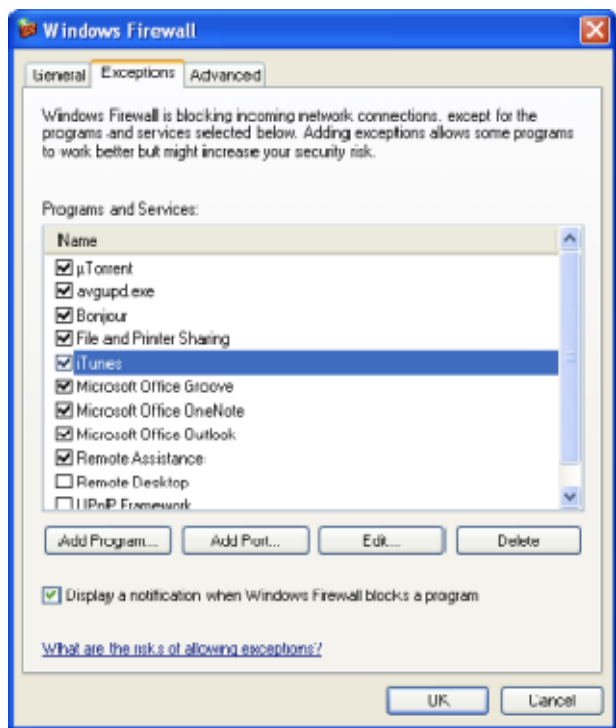 Windows Firewall
General Exceptions Advanced
Windows Firewall is blocking incoming network connections, except for the
programs and services selected below. Adding exceptions allows some programs
to work better but might increase your security risk.
Programs and Services:
Name
µTorrent
avgupd.exe
Bonjour
File and Printer Sharing
iTunes
Microsoft Office Groove
Microsoft Office OneNote
Microsoft Office Outlook
Remote Assistance
Remote Desktop
UPnP Framework
Add Program... Add Port... Edit... Delete
Display a notification when Windows Firewall blocks a program
What are the risks of allowing exceptions?
OK Cancel